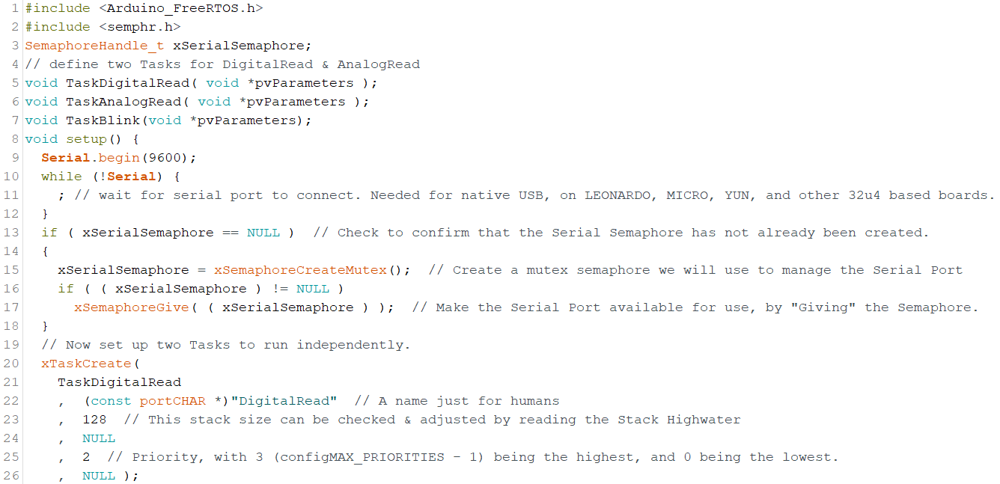 1 #include <Arduino_FreeRTOS.h>
2 #include <semphr.h>
3 SemaphoreHandle_t xSerialSemaphore;
4 // define two Tasks for DigitalRead & AnalogRead
5 void TaskDigitalRead( void *pvParameters );
6 void TaskAnalogRead( void *pvParameters );
7 void TaskBlink(void *pvParameters);
8 void setup() {
9   Serial.begin(9600);
10   while (!Serial) {
11     ; // wait for serial port to connect. Needed for native USB, on LEONARDO, MICRO, YUN, and other 32u4 based boards.
12   }
13   if ( xSerialSemaphore == NULL )  // Check to confirm that the Serial Semaphore has not already been created.
14   {
15     xSerialSemaphore = xSemaphoreCreateMutex();  // Create a mutex semaphore we will use to manage the Serial Port
16     if ( ( xSerialSemaphore ) != NULL )
17       xSemaphoreGive( ( xSerialSemaphore ) );  // Make the Serial Port available for use, by "Giving" the Semaphore.
18   }
19   // Now set up two Tasks to run independently.
20   xTaskCreate(
21     TaskDigitalRead
22     ,  (const portCHAR *)"DigitalRead"  // A name just for humans
23     ,  128  // This stack size can be checked & adjusted by reading the Stack Highwater
24     ,  NULL
25     ,  2  // Priority, with 3 (configMAX_PRIORITIES - 1) being the highest, and 0 being the lowest.
26     ,  NULL );